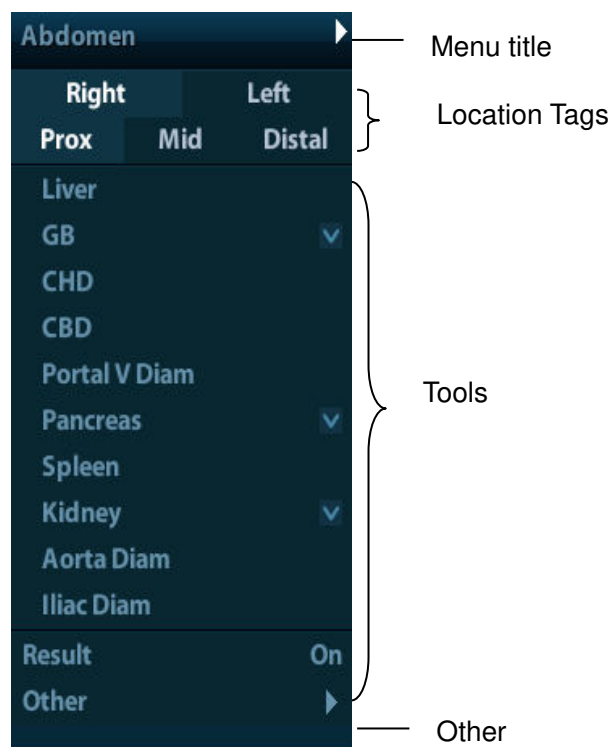 Abdomen
Menu title
Right Left
Location Tags
Prox Mid Distal
Liver
GB
CHD
CBD
Portal V Diam
Tools
Pancreas
Spleen
Kidney
Aorta Diam
Iliac Diam
Result On
Other
Other